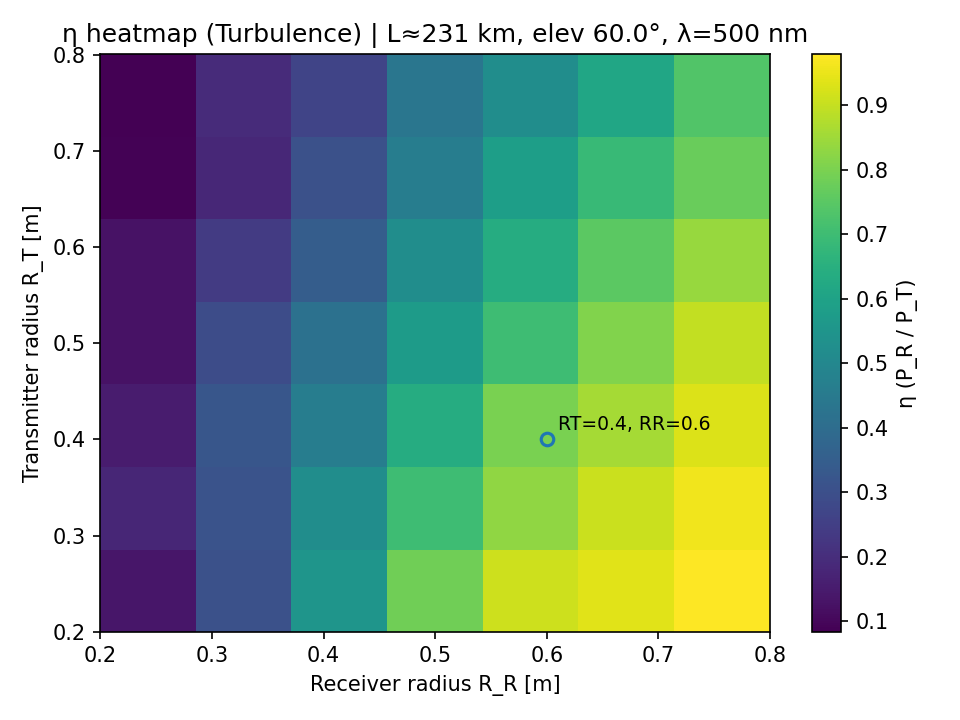 η heatmap (Turbulence) | L≈231 km, elev 60.0°, λ=500 nm
Transmitter radius R_T [m]
0.8
0.7
0.6
0.5
0.4
0.3
0.2
RT=0.4, RR=0.6
0.2 0.3 0.4 0.5 0.6 0.7 0.8
Receiver radius R_R [m]
0.9
0.8
0.7
0.6
0.5
0.4
0.3
0.2
0.1
η (P_R / P_T)